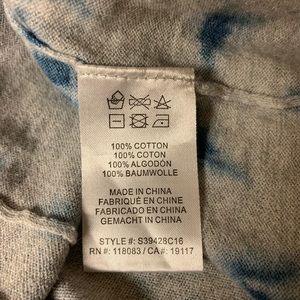 100% COTTON
100% COTON
100% ALGODÓN
100% BAUMWOLLE
MADE IN CHINA
FABRIQUÉ EN CHINE
FABRICADO EN CHINA
GEMACHT IN CHINA
STYLE #: S39428C16
RN #: 118083 / CA#: 19117